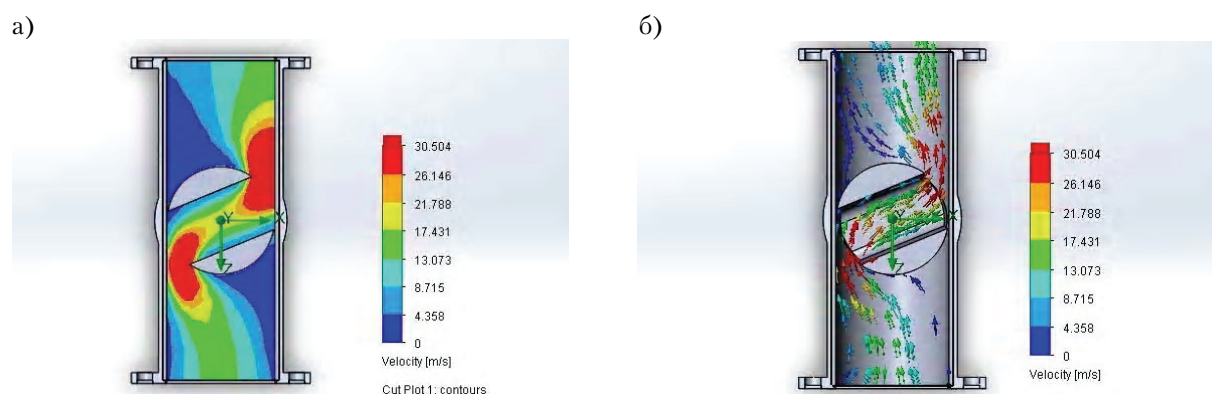 а)
б)
Y
X
Z
30.504
26.146
21.788
17.431
13.073
8.715
4.358
0
Velocity [m/s]
Cut Plot 1: contours
Y
X
Z
30.504
26.146
21.788
17.431
13.073
8.715
4.358
0
Velocity [m/s]